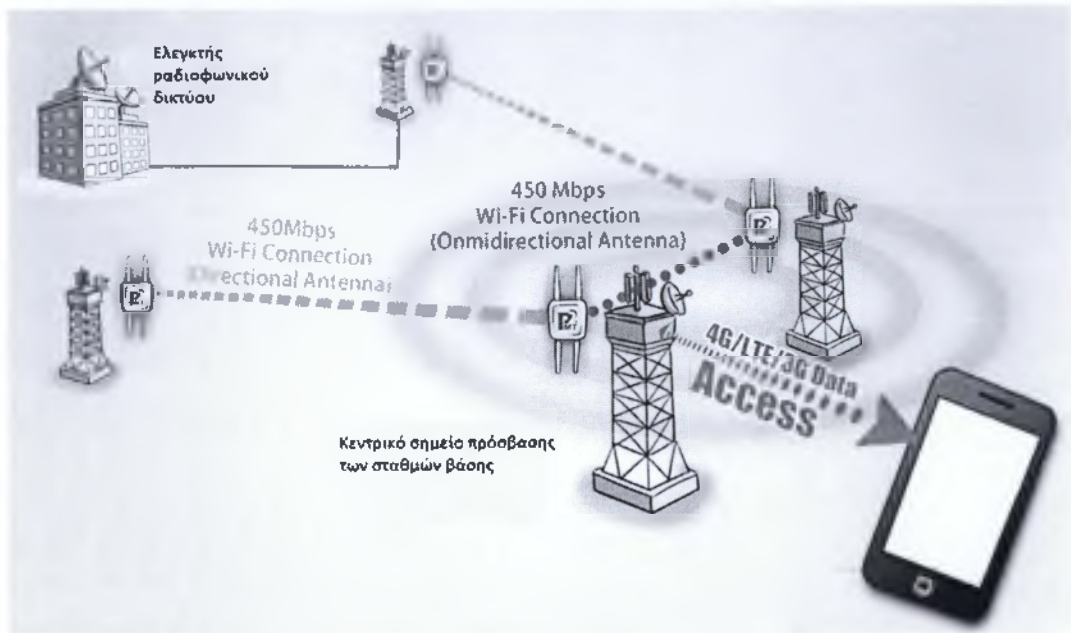 Ελεγκτής
ραδιοφωνικού
δικτύου
450 Mbps
Wi-Fi Connection
(Onmidirectional Antenna)
450Mbps
Wi-Fi Connection
Directional Antenna)
4G/LTE/3G Data
Access
Κεντρικό σημείο πρόσβασης
των σταθμών βάσης